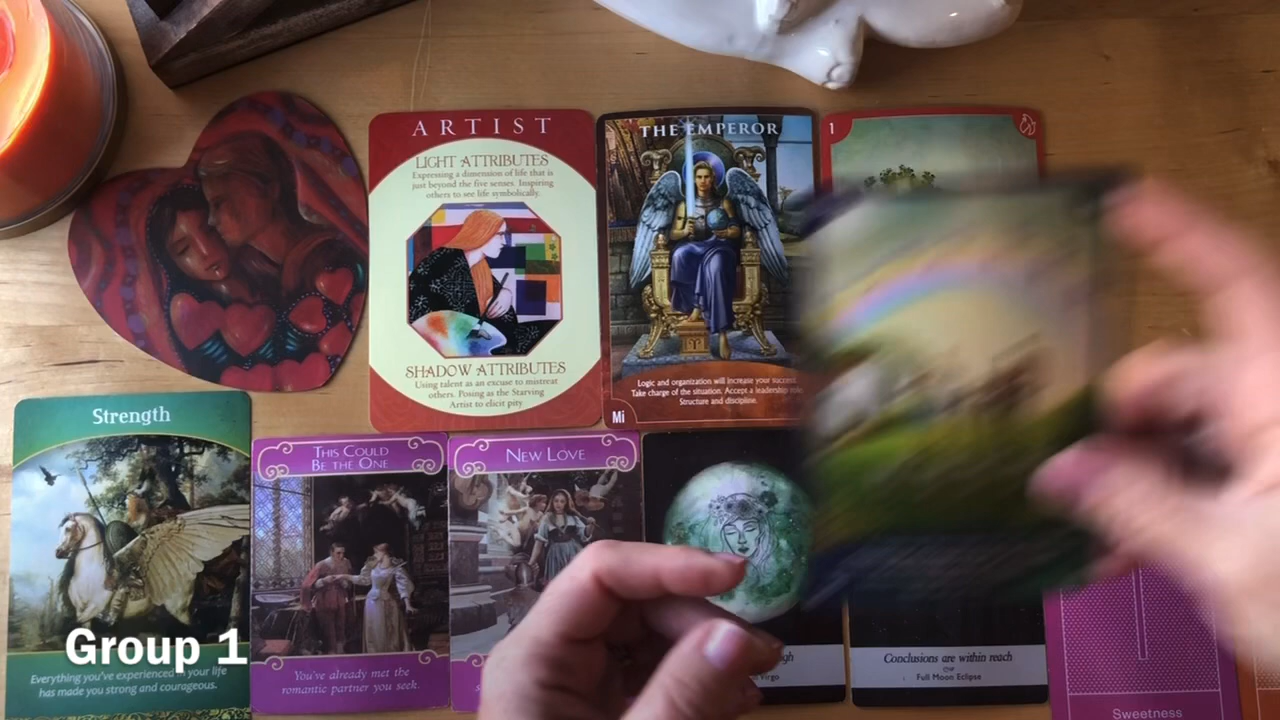 ARTIST
LIGHT ATTRIBUTES
Expressing a dimension of life that is
just beyond the five senses. Inspiring
others to see life symbolically.
SHADOW ATTRIBUTES
Using talent as an excuse to mistreat
others. Posing as the Starving
Artist to elicit pity
THE EMPEROR
Logic and organization will increase your success.
Take charge of the situation. Accept a leadership role.
Structure and discipline.
Mi
1
Strength
Everything you've experienced in your life
has made you strong and courageous.
THIS COULD
BE THE ONE
You've already met the
romantic partner you seek.
NEW LOVE
Virgo
Conclusions are within reach
Full Moon Eclipse
Sweetness
Group 1